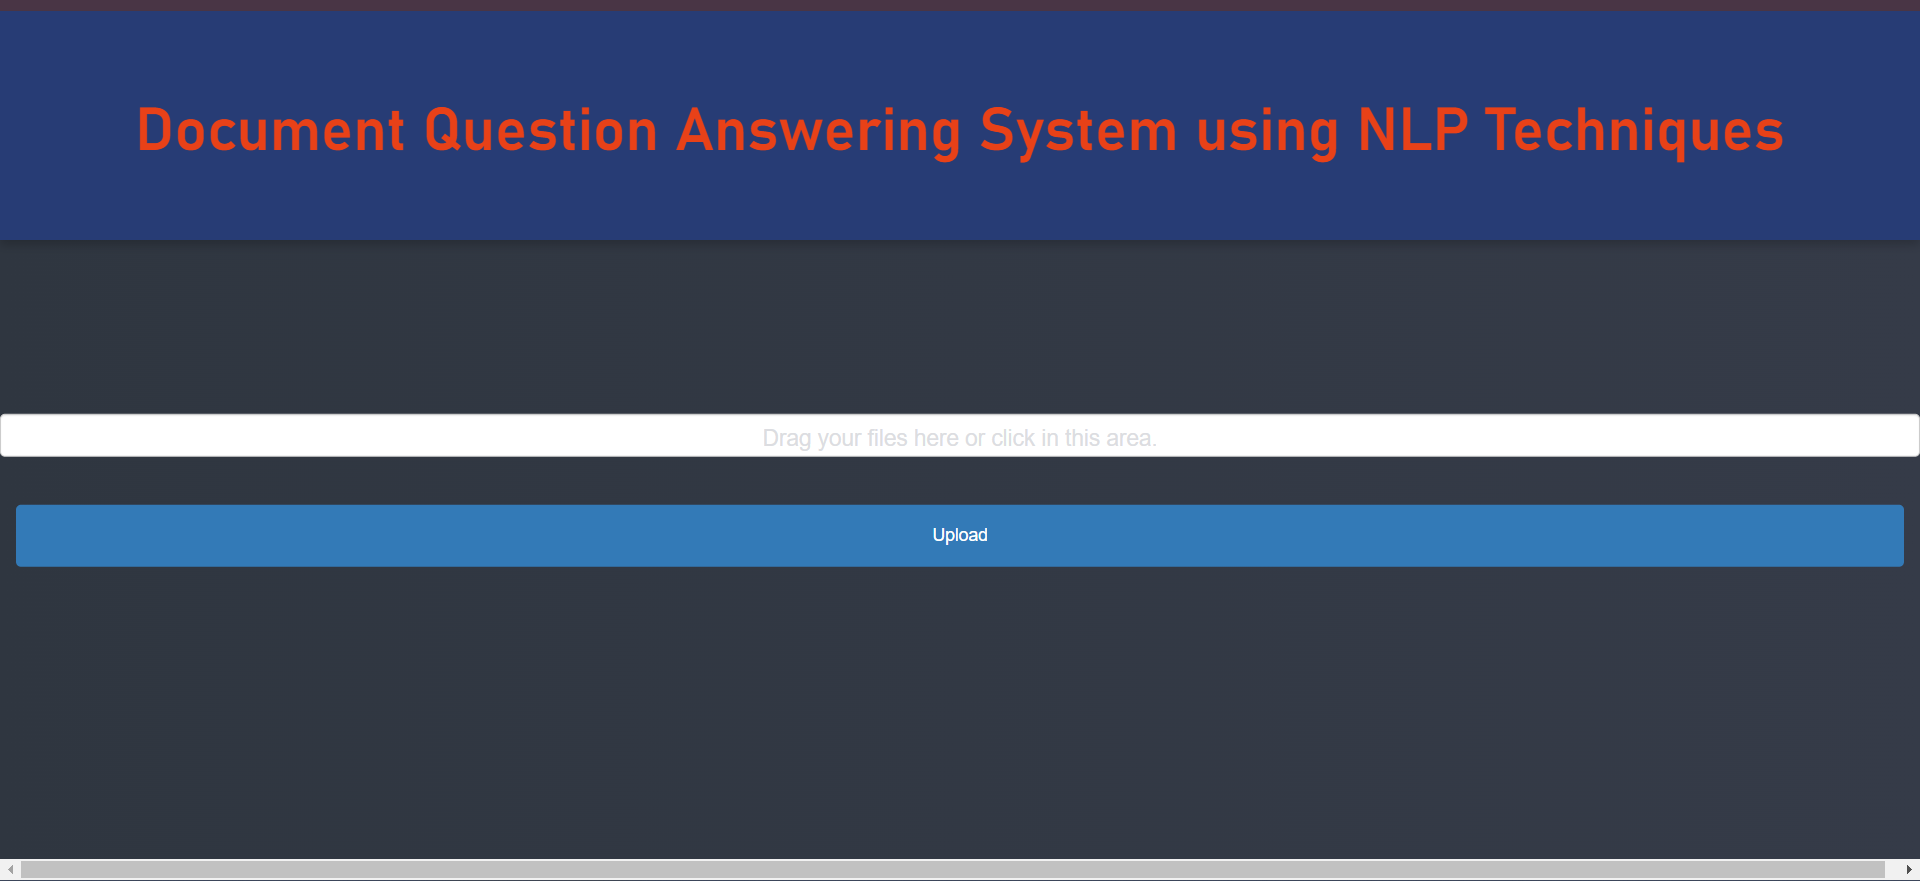 Document Question Answering System using NLP Techniques
Drag your files here or click in this area.
Upload